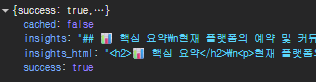 {success: true,…}
cached: false
insights: "## 📊 핵심 요약\n현재 플랫폼의 예약 및 커뮤
insights_html: "<h2>📊 핵심 요약</h2>\n<p>현재 플랫폼의
success: true